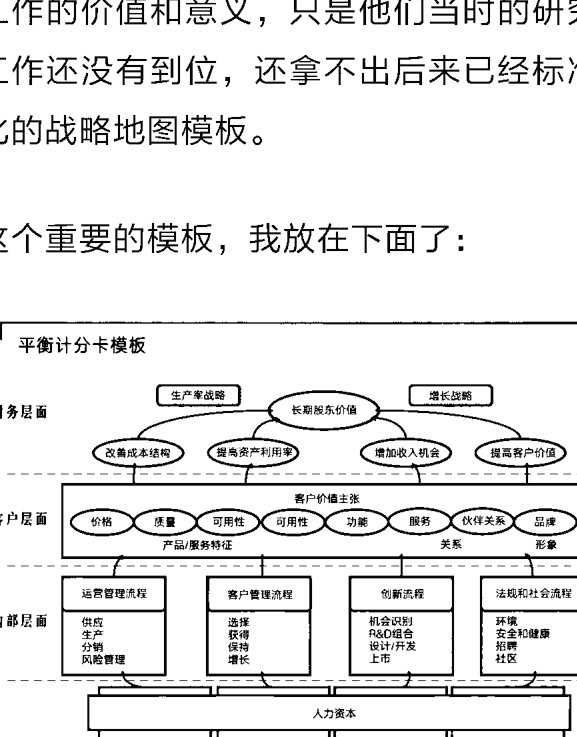 工作的价值和意义，只是他们当时的研究
工作还没有到位，还拿不出后来已经标准
化的战略地图模板。
这个重要的模板，我放在下面了：
平衡计分卡模板
财务层面
生产率战略
长期股东价值
增长战略
改善成本结构
提高资产利用率
增加收入机会
提高客户价值
客户层面
客户价值主张
价格
质量
可用性
可用性
功能
服务
伙伴关系
品牌
产品/服务特征
关系
形象
内部层面
运营管理流程
供应
生产
分销
风险管理
客户管理流程
选择
获得
保持
增长
创新流程
机会识别
R&D组合
设计/开发
上市
法规和社会流程
环境
安全和健康
招聘
社区
人力资本